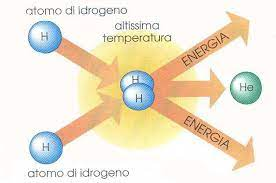 atomo di idrogeno
altissima
temperatura
H
ENERGIA
H
H
He
H
ENERGIA
atomo di idrogeno